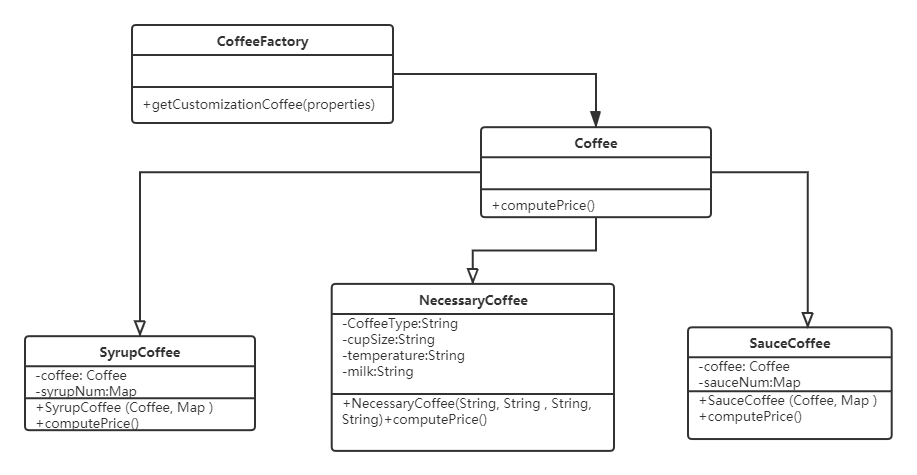 CoffeeFactory
+getCustomizationCoffee(properties)
Coffee
+computePrice()
NecessaryCoffee
-CoffeeType:String
-cupSize:String
-temperature:String
-milk:String
+NecessaryCoffee(String, String , String,
String)+computePrice()
SyrupCoffee
-coffee: Coffee
-syrupNum:Map
+SyrupCoffee (Coffee, Map )
+computePrice()
SauceCoffee
-coffee: Coffee
-sauceNum:Map
+SauceCoffee (Coffee, Map )
+computePrice()